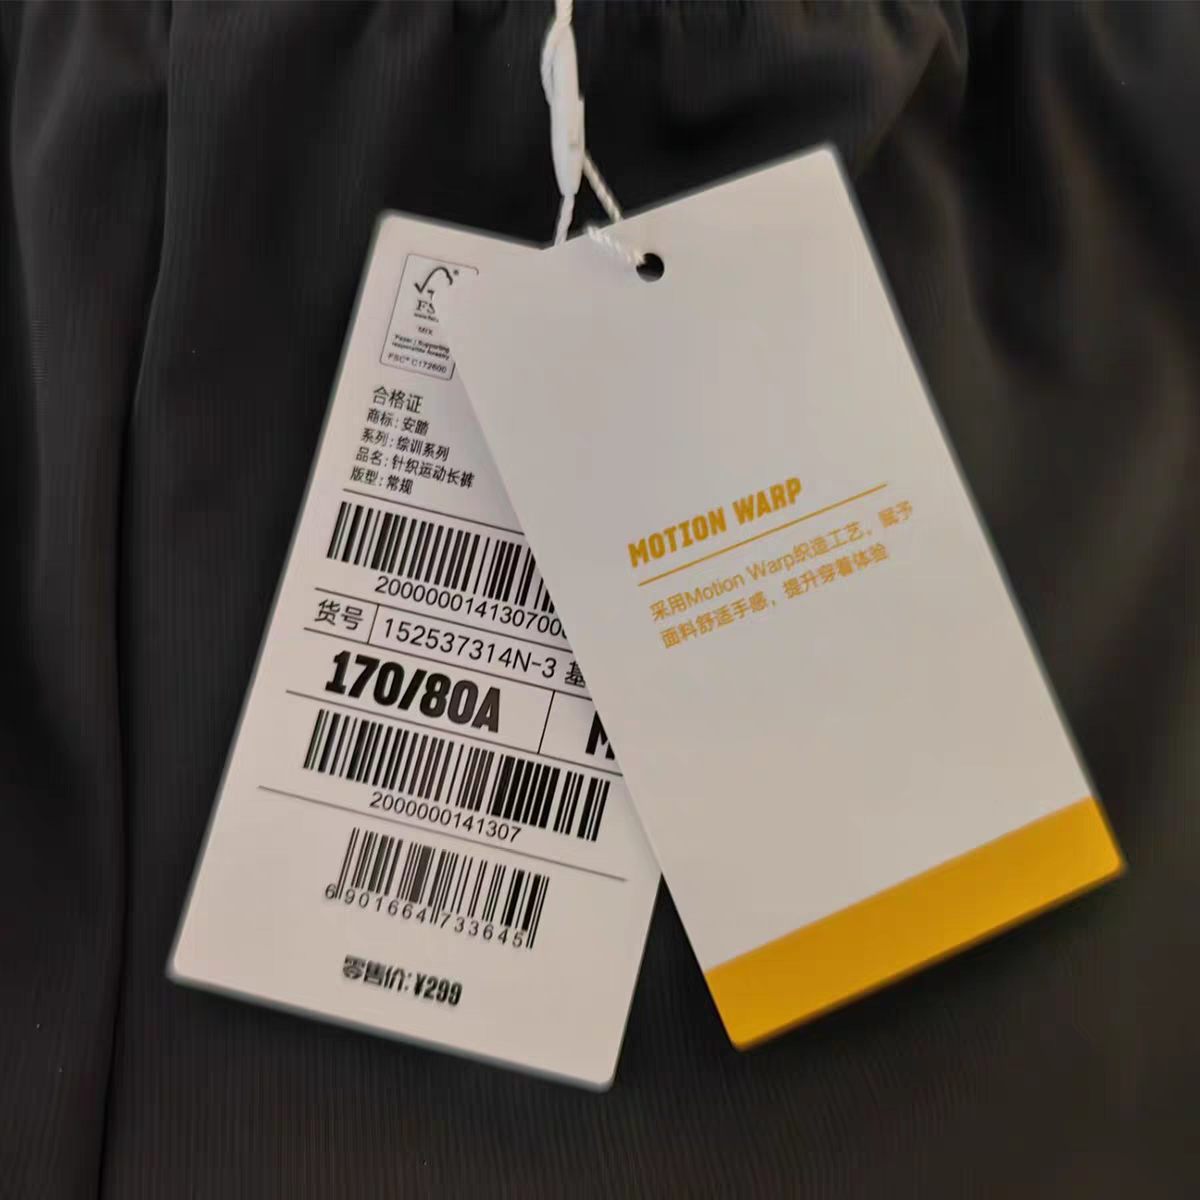 FS
MIX
Paper | Supporting
responsible forestry
FSC® C172600
合格证
商标：安踏
系列：综训系列
品名：针织运动长裤
版型：常规
200000014130700
货号 152537314N-3
170/80A M
2000000141307
6901664733645
零售价：¥299
MOTION WARP
采用Motion Warp织造工艺，赋予
面料舒适手感，提升穿着体验